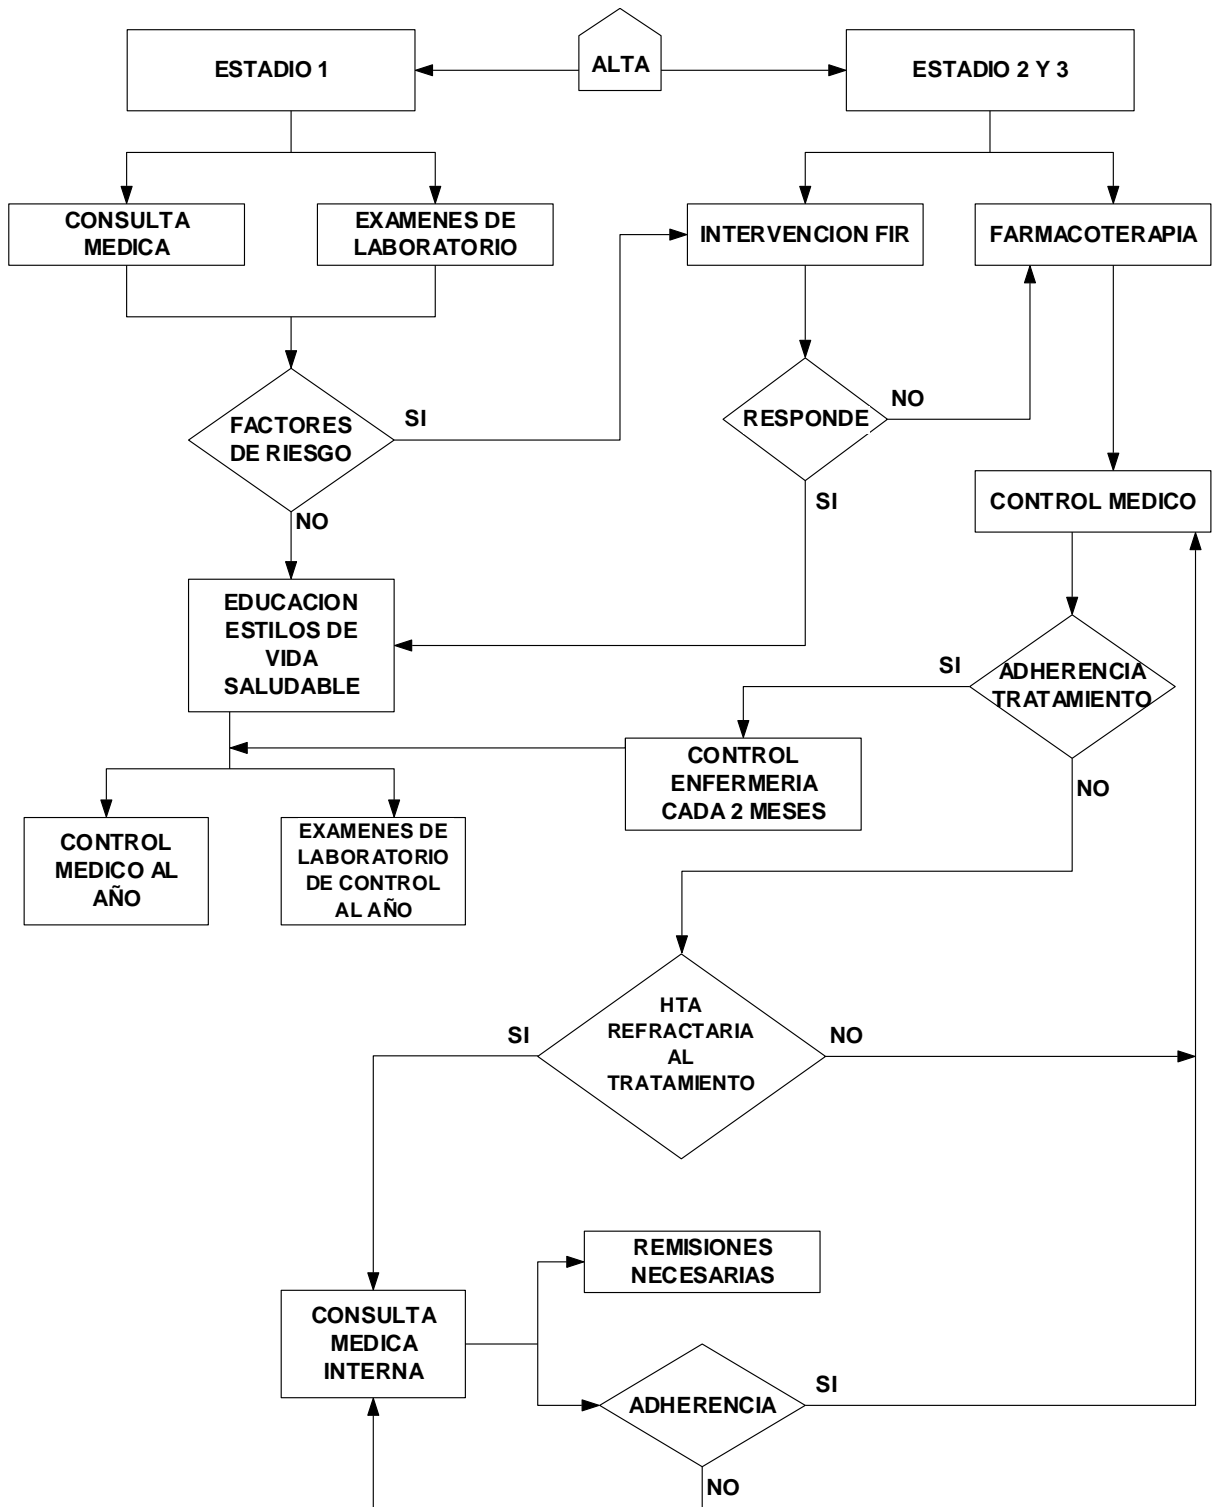 ALTA
ESTADIO 1
ESTADIO 2 Y 3
CONSULTA
MEDICA
EXAMENES DE
LABORATORIO
INTERVENCION FIR
FARMACOTERAPIA
FACTORES
DE RIESGO
SI
NO
RESPONDE
NO
SI
CONTROL MEDICO
EDUCACION
ESTILOS DE
VIDA
SALUDABLE
ADHERENCIA
TRATAMIENTO
SI
NO
CONTROL
ENFERMERIA
CADA 2 MESES
CONTROL
MEDICO AL
AÑO
EXAMENES DE
LABORATORIO
DE CONTROL
AL AÑO
HTA
REFRACTARIA
AL
TRATAMIENTO
SI
NO
REMISIONES
NECESARIAS
CONSULTA
MEDICA
INTERNA
ADHERENCIA
SI
NO